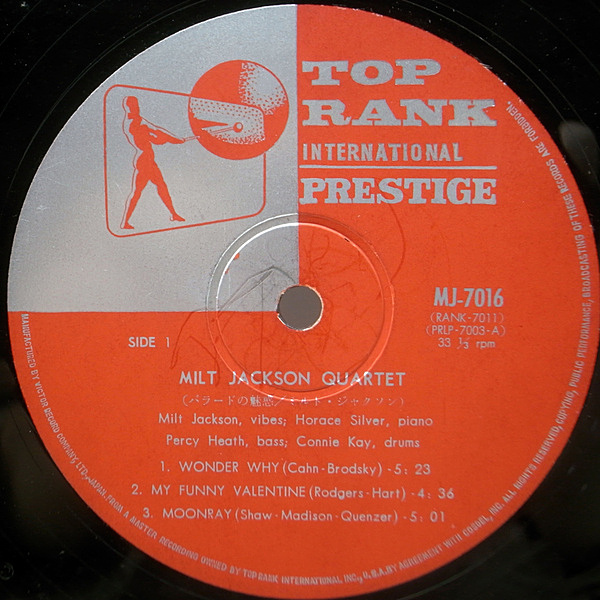 TOP
RANK
INTERNATIONAL
PRESTIGE
MJ-7016
(RANK-7011)
(PRLP-7003-A)
33 ⅓ rpm
SIDE 1
MILT JACKSON QUARTET
(バラードの魅惑/ミルト・ジャクソン)
Milt Jackson, vibes; Horace Silver, piano
Percy Heath, bass; Connie Kay, drums
1. WONDER WHY (Cahn-Brodsky) - 5: 23
2. MY FUNNY VALENTINE (Rodgers-Hart) - 4: 36
3. MOONRAY (Shaw-Madison-Quenzer) - 5: 01
MANUFACTURED BY VICTOR RECORD COMPANY, LTD.-JAPAN, FROM A MASTER RECORDING OWNED BY TOP RANK INTERNATIONAL, INC., U.S.A. BY AGREEMENT WITH COSDEL, INC. ALL RIGHTS RESERVED, COPYING, PUBLIC PERFORMANCE, BROADCASTING OF THESE RECORDS ARE FORBIDDEN.